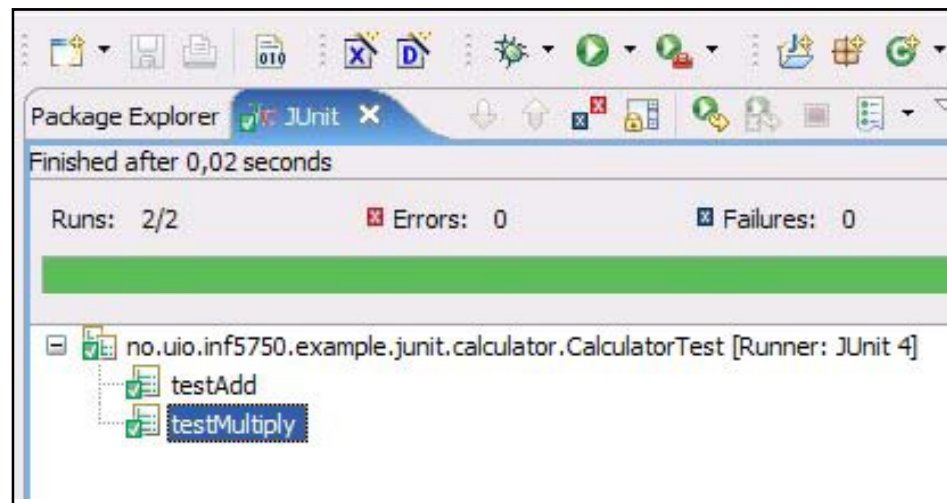 010
X D
Package Explorer JUnit
Finished after 0,02 seconds
Runs: 2/2 x Errors: 0 x Failures: 0
no.uio.inf5750.example.junit.calculator.CalculatorTest [Runner: JUnit 4]
testAdd
testMultiply